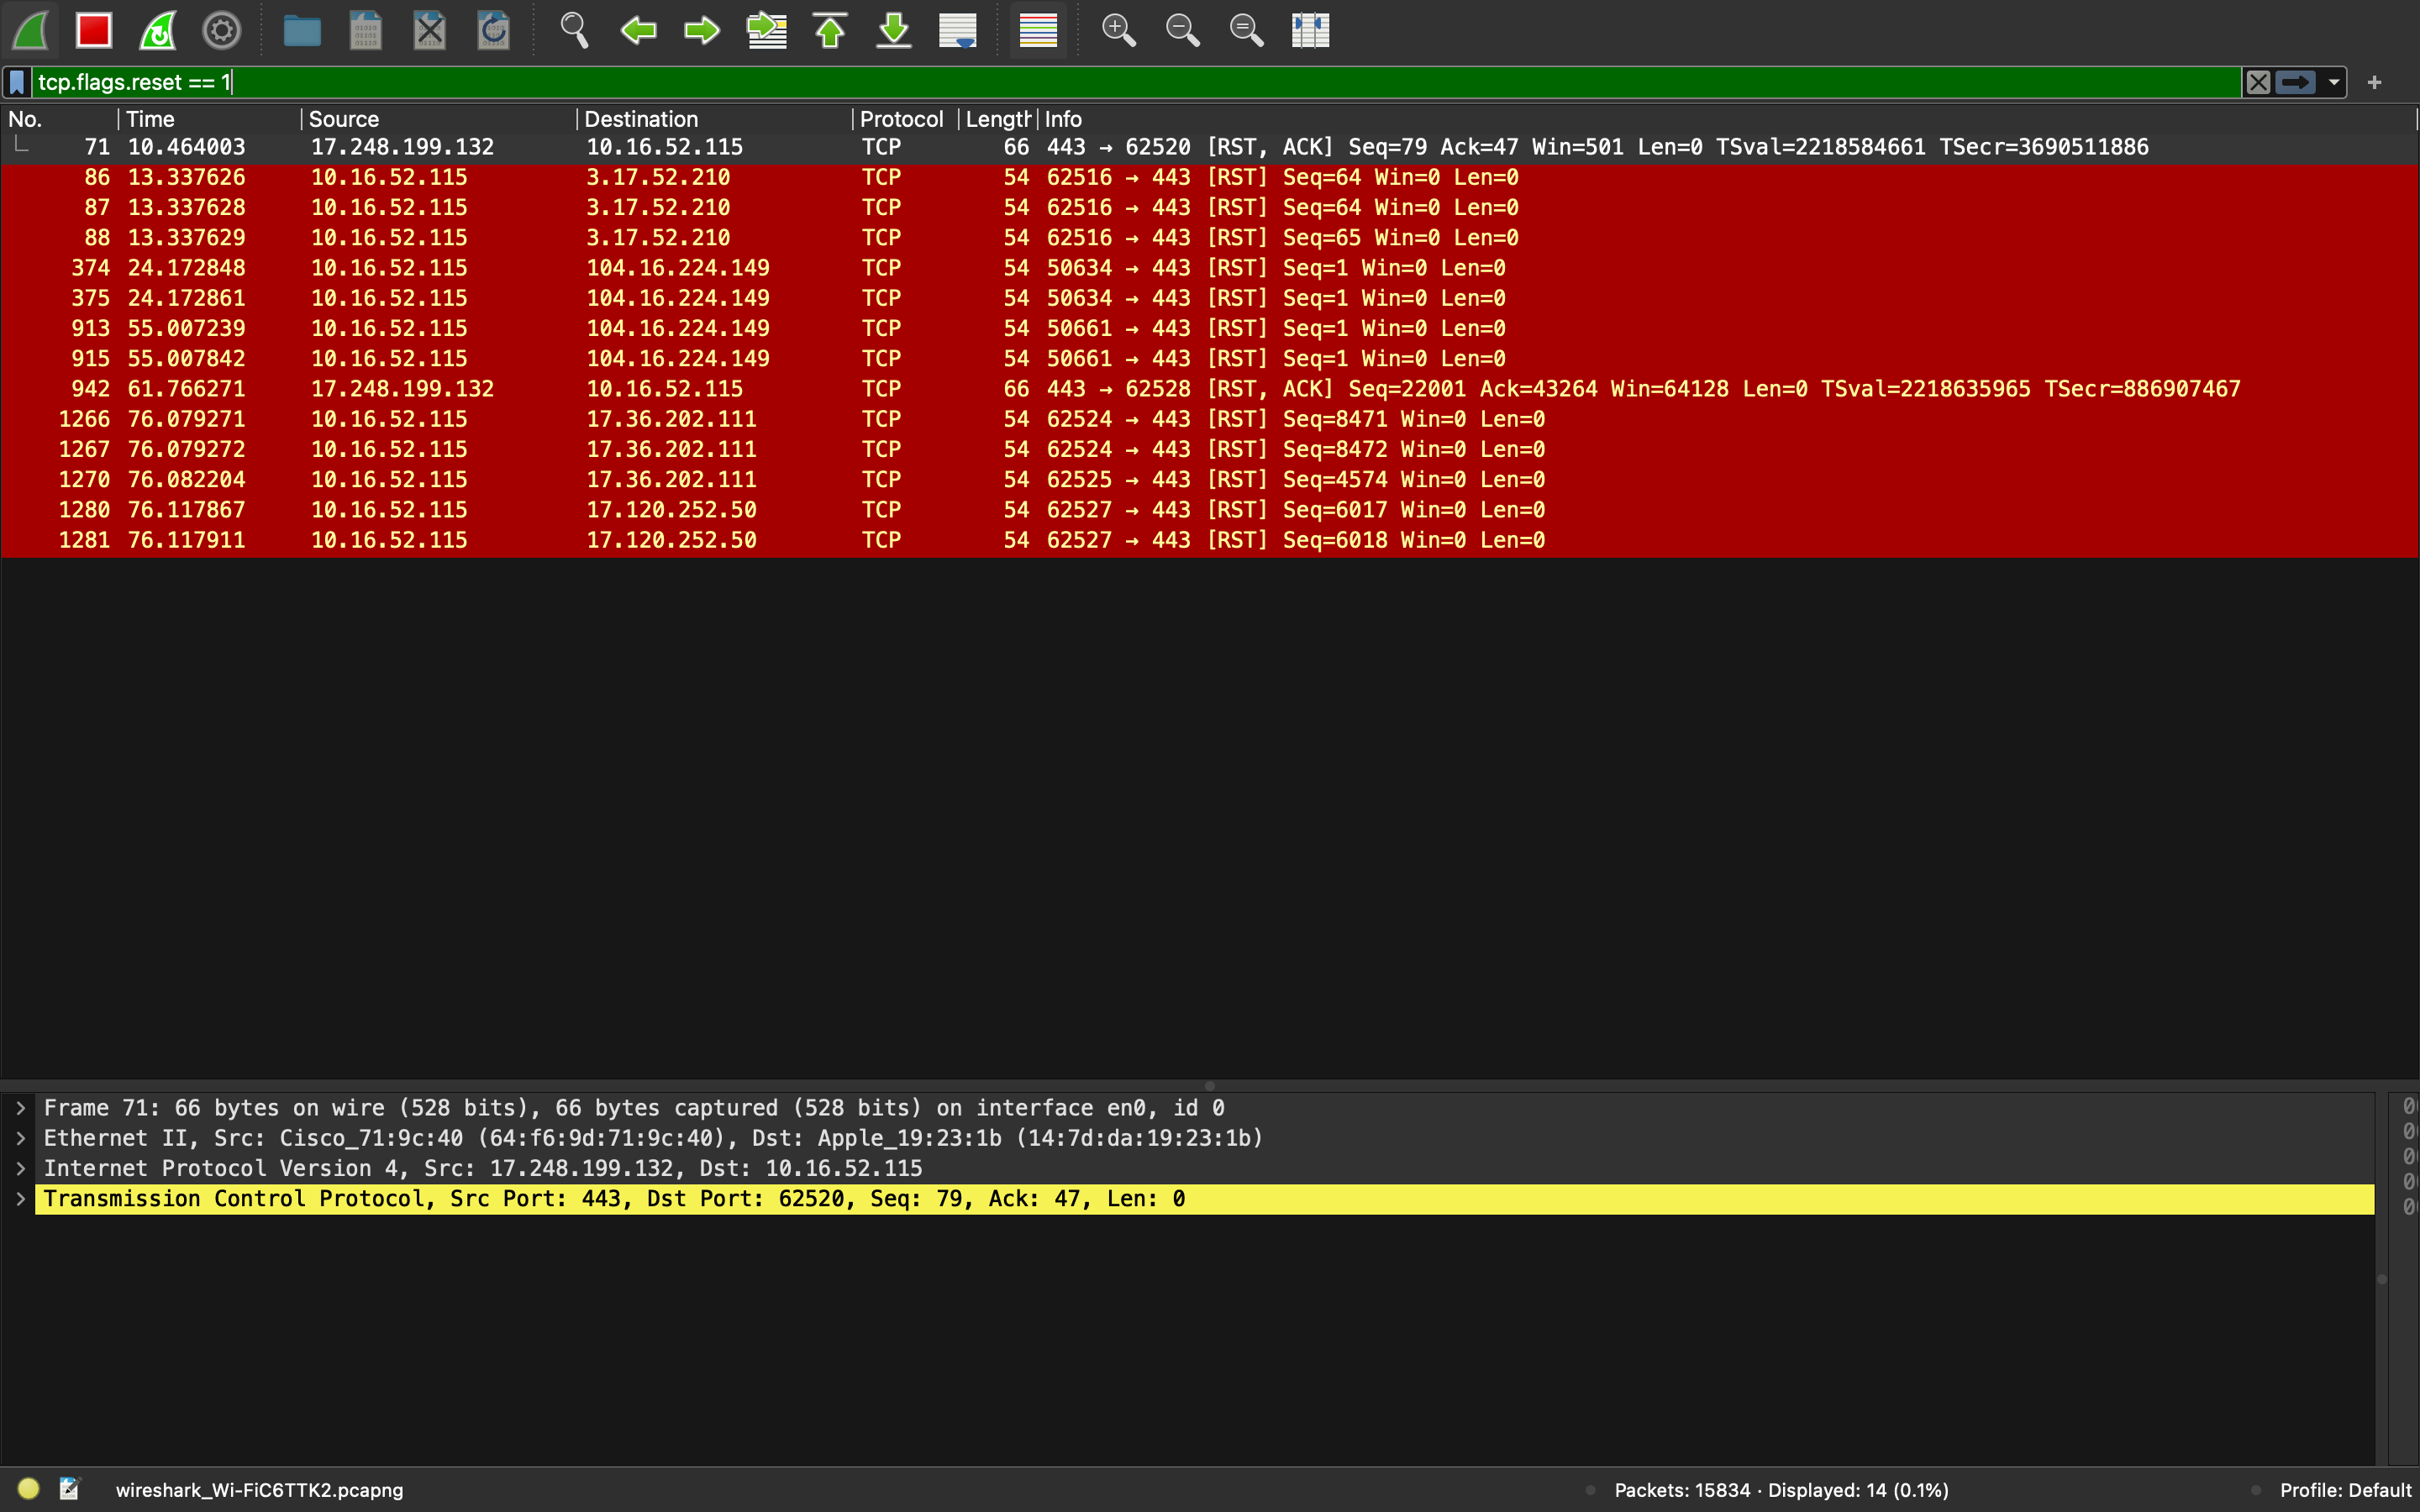 tcp.flags.reset == 1
No. Time Source Destination Protocol Length Info
71 10.464003 17.248.199.132 10.16.52.115 TCP 66 443 → 62520 [RST, ACK] Seq=79 Ack=47 Win=501 Len=0 TSval=2218584661 TSecr=3690511886
86 13.337626 10.16.52.115 3.17.52.210 TCP 54 62516 → 443 [RST] Seq=64 Win=0 Len=0
87 13.337628 10.16.52.115 3.17.52.210 TCP 54 62516 → 443 [RST] Seq=64 Win=0 Len=0
88 13.337629 10.16.52.115 3.17.52.210 TCP 54 62516 → 443 [RST] Seq=65 Win=0 Len=0
374 24.172848 10.16.52.115 104.16.224.149 TCP 54 50634 → 443 [RST] Seq=1 Win=0 Len=0
375 24.172861 10.16.52.115 104.16.224.149 TCP 54 50634 → 443 [RST] Seq=1 Win=0 Len=0
913 55.007239 10.16.52.115 104.16.224.149 TCP 54 50661 → 443 [RST] Seq=1 Win=0 Len=0
915 55.007842 10.16.52.115 104.16.224.149 TCP 54 50661 → 443 [RST] Seq=1 Win=0 Len=0
942 61.766271 17.248.199.132 10.16.52.115 TCP 66 443 → 62528 [RST, ACK] Seq=22001 Ack=43264 Win=64128 Len=0 TSval=2218635965 TSecr=886907467
1266 76.079271 10.16.52.115 17.36.202.111 TCP 54 62524 → 443 [RST] Seq=8471 Win=0 Len=0
1267 76.079272 10.16.52.115 17.36.202.111 TCP 54 62524 → 443 [RST] Seq=8472 Win=0 Len=0
1270 76.082204 10.16.52.115 17.36.202.111 TCP 54 62525 → 443 [RST] Seq=4574 Win=0 Len=0
1280 76.117867 10.16.52.115 17.120.252.50 TCP 54 62527 → 443 [RST] Seq=6017 Win=0 Len=0
1281 76.117911 10.16.52.115 17.120.252.50 TCP 54 62527 → 443 [RST] Seq=6018 Win=0 Len=0
Frame 71: 66 bytes on wire (528 bits), 66 bytes captured (528 bits) on interface en0, id 0
Ethernet II, Src: Cisco_71:9c:40 (64:f6:9d:71:9c:40), Dst: Apple_19:23:1b (14:7d:da:19:23:1b)
Internet Protocol Version 4, Src: 17.248.199.132, Dst: 10.16.52.115
Transmission Control Protocol, Src Port: 443, Dst Port: 62520, Seq: 79, Ack: 47, Len: 0
wireshark_Wi-FiC6TTK2.pcapng Packets: 15834 · Displayed: 14 (0.1%) Profile: Default